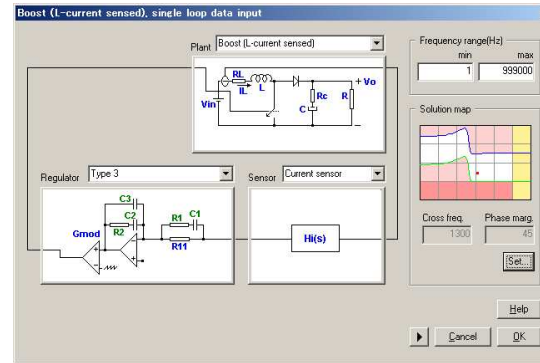 Boost (L-current sensed), single loop data input
Plant Boost (L-current sensed)
RL
IL L
Vin
Rc
C
R
+ Vo
−
Frequency range(Hz)
min max
1 999000
Solution map
Cross freq. Phase marg.
1300 45
Set...
Regulator Type 3
C3
C2
R2
Gmod
R1 C1
R11
Sensor Current sensor
Hi(s)
Help
Cancel OK